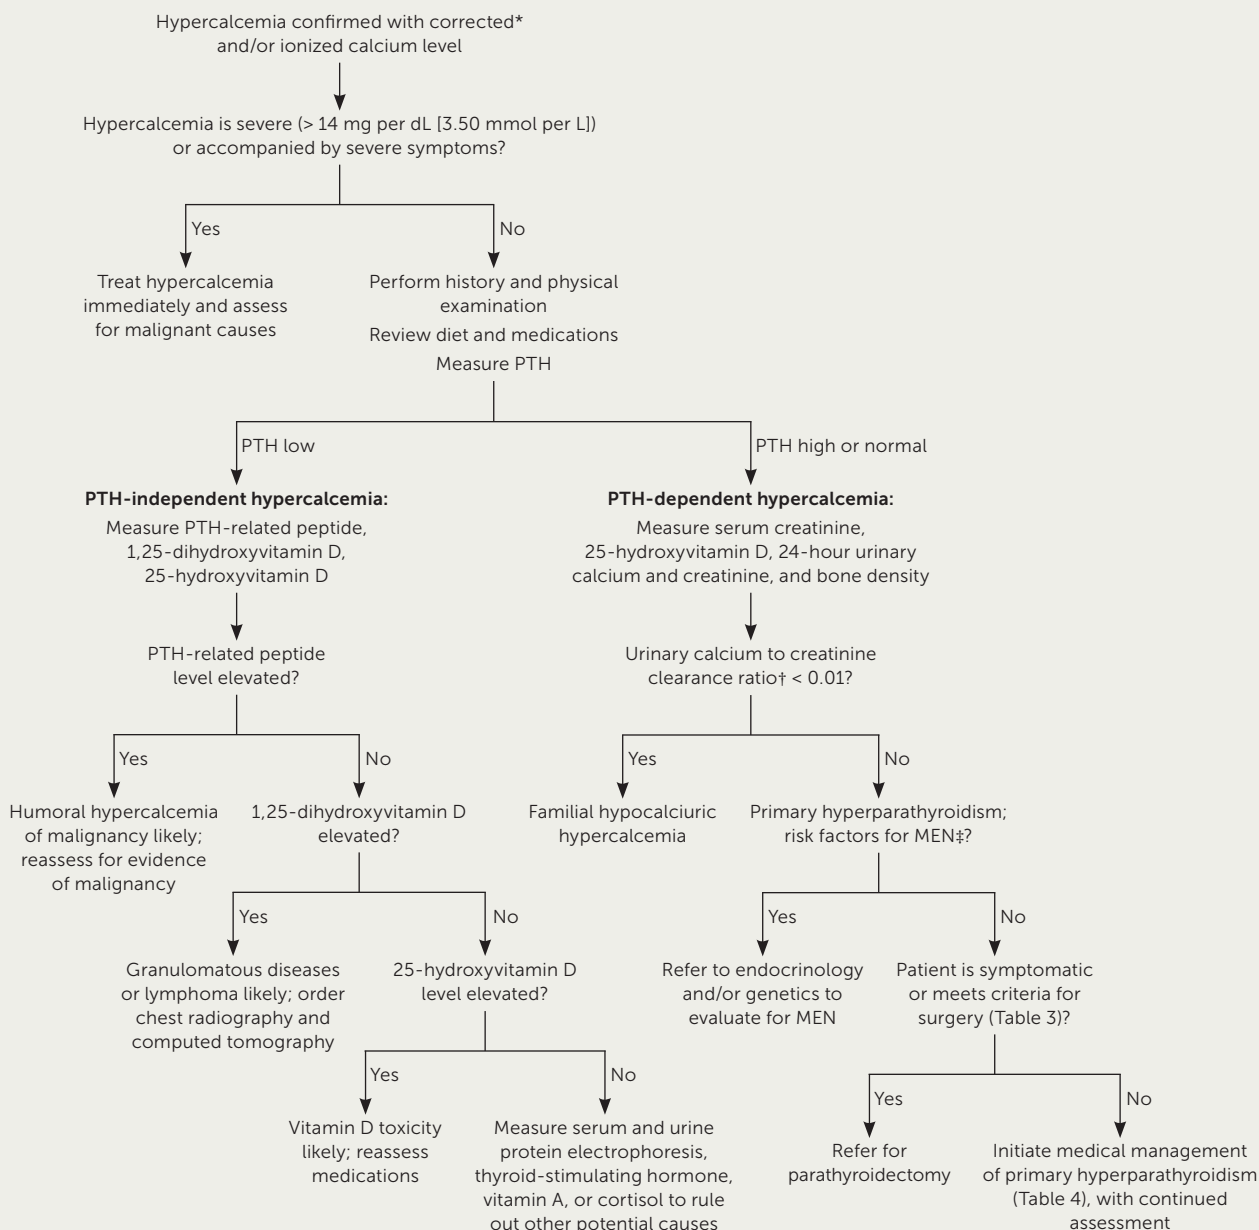 Hypercalcemia confirmed with corrected*
and/or ionized calcium level
Hypercalcemia is severe (> 14 mg per dL [3.50 mmol per L])
or accompanied by severe symptoms?
Yes
No
Treat hypercalcemia
immediately and assess
for malignant causes
Perform history and physical
examination
Review diet and medications
Measure PTH
PTH low
PTH high or normal
PTH-independent hypercalcemia:
Measure PTH-related peptide,
1,25-dihydroxyvitamin D,
25-hydroxyvitamin D
PTH-dependent hypercalcemia:
Measure serum creatinine,
25-hydroxyvitamin D, 24-hour urinary
calcium and creatinine, and bone density
PTH-related peptide
level elevated?
Urinary calcium to creatinine
clearance ratio† < 0.01?
Yes
No
Yes
No
Humoral hypercalcemia
of malignancy likely;
reassess for evidence
of malignancy
1,25-dihydroxyvitamin D
elevated?
Familial hypocalciuric
hypercalcemia
Primary hyperparathyroidism;
risk factors for MEN‡?
Yes
No
Yes
No
Granulomatous diseases
or lymphoma likely; order
chest radiography and
computed tomography
25-hydroxyvitamin D
level elevated?
Refer to endocrinology
and/or genetics to
evaluate for MEN
Patient is symptomatic
or meets criteria for
surgery (Table 3)?
Yes
No
Yes
No
Vitamin D toxicity
likely; reassess
medications
Measure serum and urine
protein electrophoresis,
thyroid-stimulating hormone,
vitamin A, or cortisol to rule
out other potential causes
Refer for
parathyroidectomy
Initiate medical management
of primary hyperparathyroidism
(Table 4), with continued
assessment